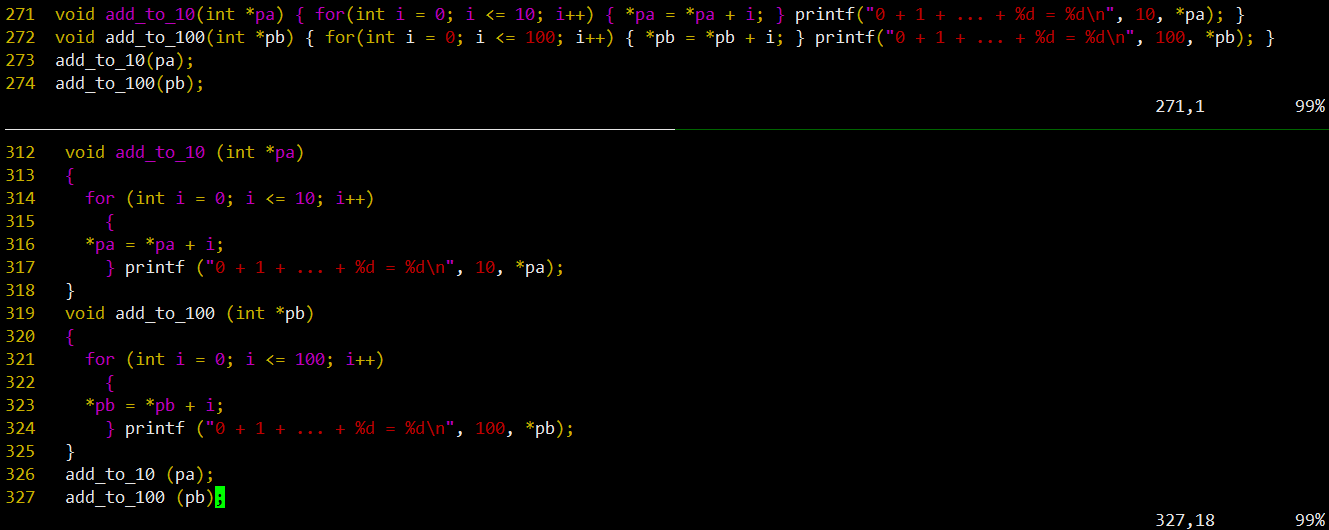 271  void add_to_10(int *pa) { for(int i = 0; i <= 10; i++) { *pa = *pa + i; } printf("0 + 1 + ... + %d = %d\n", 10, *pa); }
272  void add_to_100(int *pb) { for(int i = 0; i <= 100; i++) { *pb = *pb + i; } printf("0 + 1 + ... + %d = %d\n", 100, *pb); }
273  add_to_10(pa);
274  add_to_100(pb);
271,1 99%
312   void add_to_10 (int *pa)
313   {
314     for (int i = 0; i <= 10; i++)
315       {
316     *pa = *pa + i;
317       } printf ("0 + 1 + ... + %d = %d\n", 10, *pa);
318   }
319   void add_to_100 (int *pb)
320   {
321     for (int i = 0; i <= 100; i++)
322       {
323     *pb = *pb + i;
324       } printf ("0 + 1 + ... + %d = %d\n", 100, *pb);
325   }
326   add_to_10 (pa);
327   add_to_100 (pb);
327,18 99%